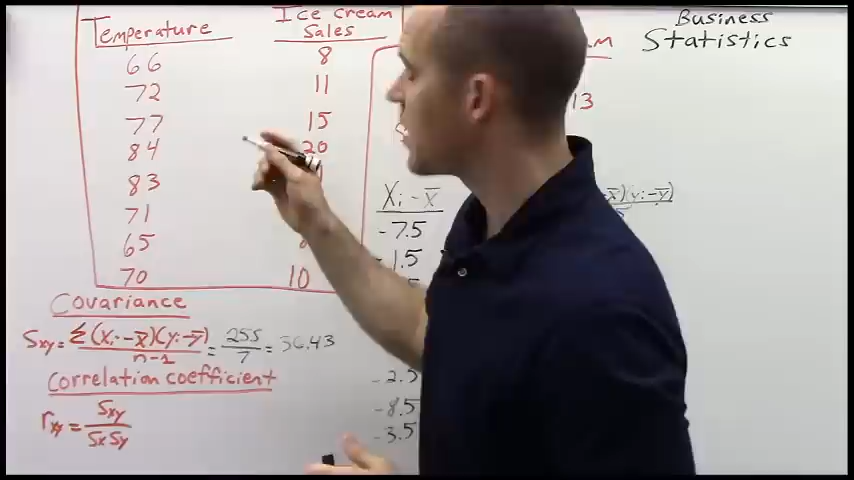 Temperature Ice cream Sales
66 8
72 11
77 15
84 20
83
71
65
70 10
Covariance
Sxy = Σ(xi-x̄)(yi-ȳ) / n-1 = 255 / 7 = 36.43
Correlation coefficient
rxy = Sxy / SxSy
13
Xi - x̄
-7.5
-1.5
-2.5
-8.5
-3.5
Business
Statistics